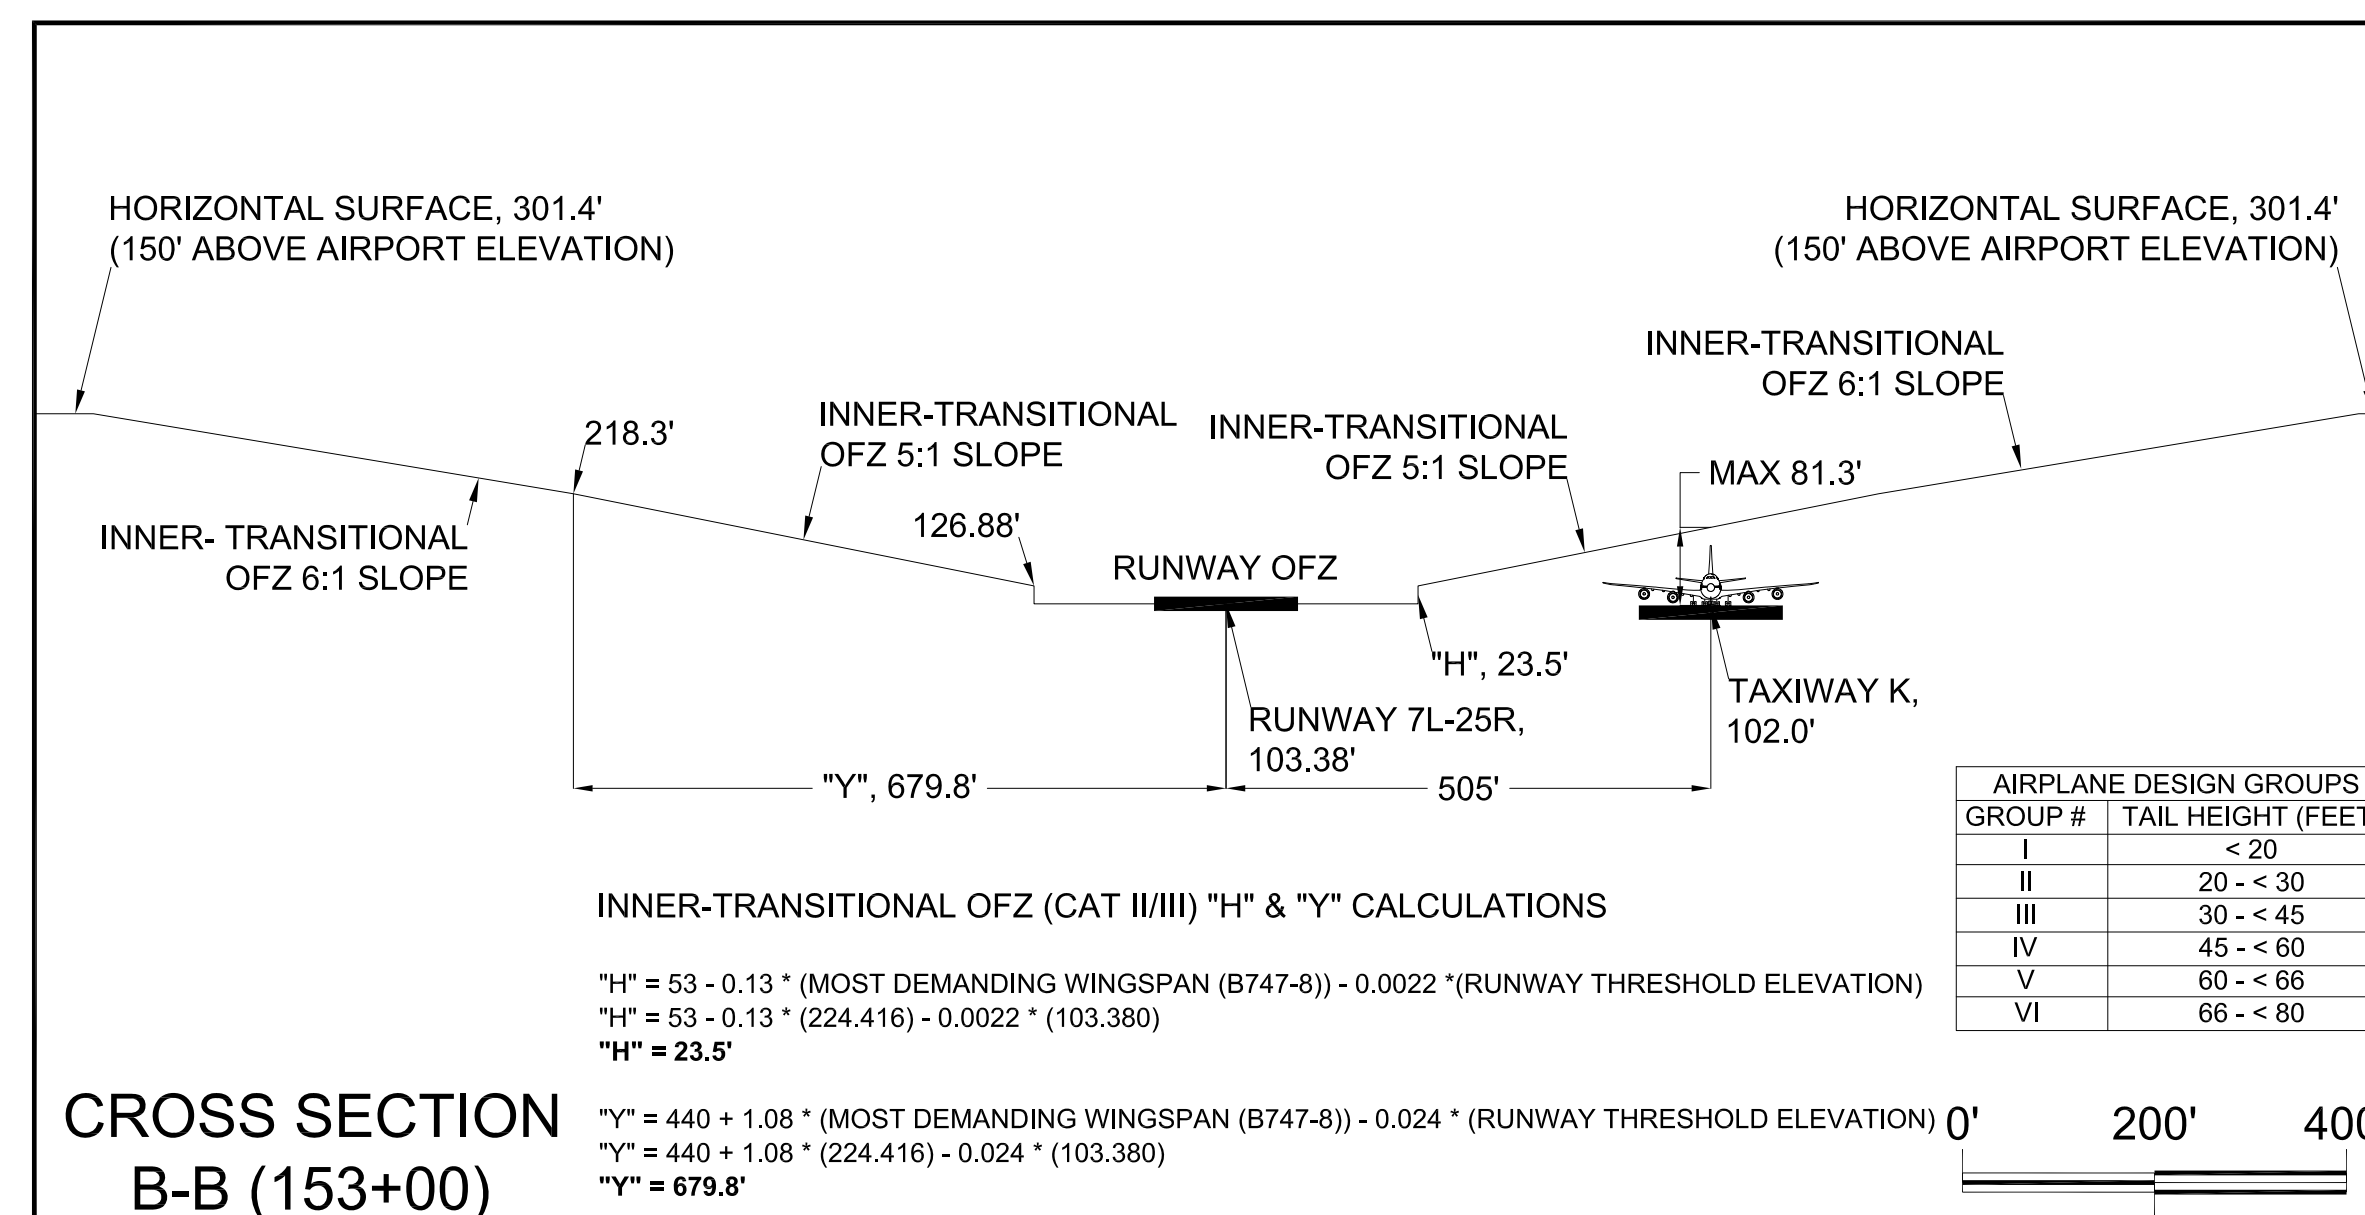 HORIZONTAL SURFACE, 301.4'
(150' ABOVE AIRPORT ELEVATION)
HORIZONTAL SURFACE, 301.4'
(150' ABOVE AIRPORT ELEVATION)
INNER-TRANSITIONAL
OFZ 6:1 SLOPE
218.3'
INNER-TRANSITIONAL
OFZ 5:1 SLOPE
INNER-TRANSITIONAL
OFZ 5:1 SLOPE
MAX 81.3'
INNER- TRANSITIONAL
OFZ 6:1 SLOPE
126.88'
RUNWAY OFZ
"H", 23.5'
RUNWAY 7L-25R,
103.38'
TAXIWAY K,
102.0'
"Y", 679.8'
505'
AIRPLANE DESIGN GROUPS
GROUP # TAIL HEIGHT (FEET
I < 20
II 20 - < 30
III 30 - < 45
IV 45 - < 60
V 60 - < 66
VI 66 - < 80
INNER-TRANSITIONAL OFZ (CAT II/III) "H" & "Y" CALCULATIONS
"H" = 53 - 0.13 * (MOST DEMANDING WINGSPAN (B747-8)) - 0.0022 *(RUNWAY THRESHOLD ELEVATION)
"H" = 53 - 0.13 * (224.416) - 0.0022 * (103.380)
"H" = 23.5'
"Y" = 440 + 1.08 * (MOST DEMANDING WINGSPAN (B747-8)) - 0.024 * (RUNWAY THRESHOLD ELEVATION)
"Y" = 440 + 1.08 * (224.416) - 0.024 * (103.380)
"Y" = 679.8'
CROSS SECTION
B-B (153+00)
0' 200' 400